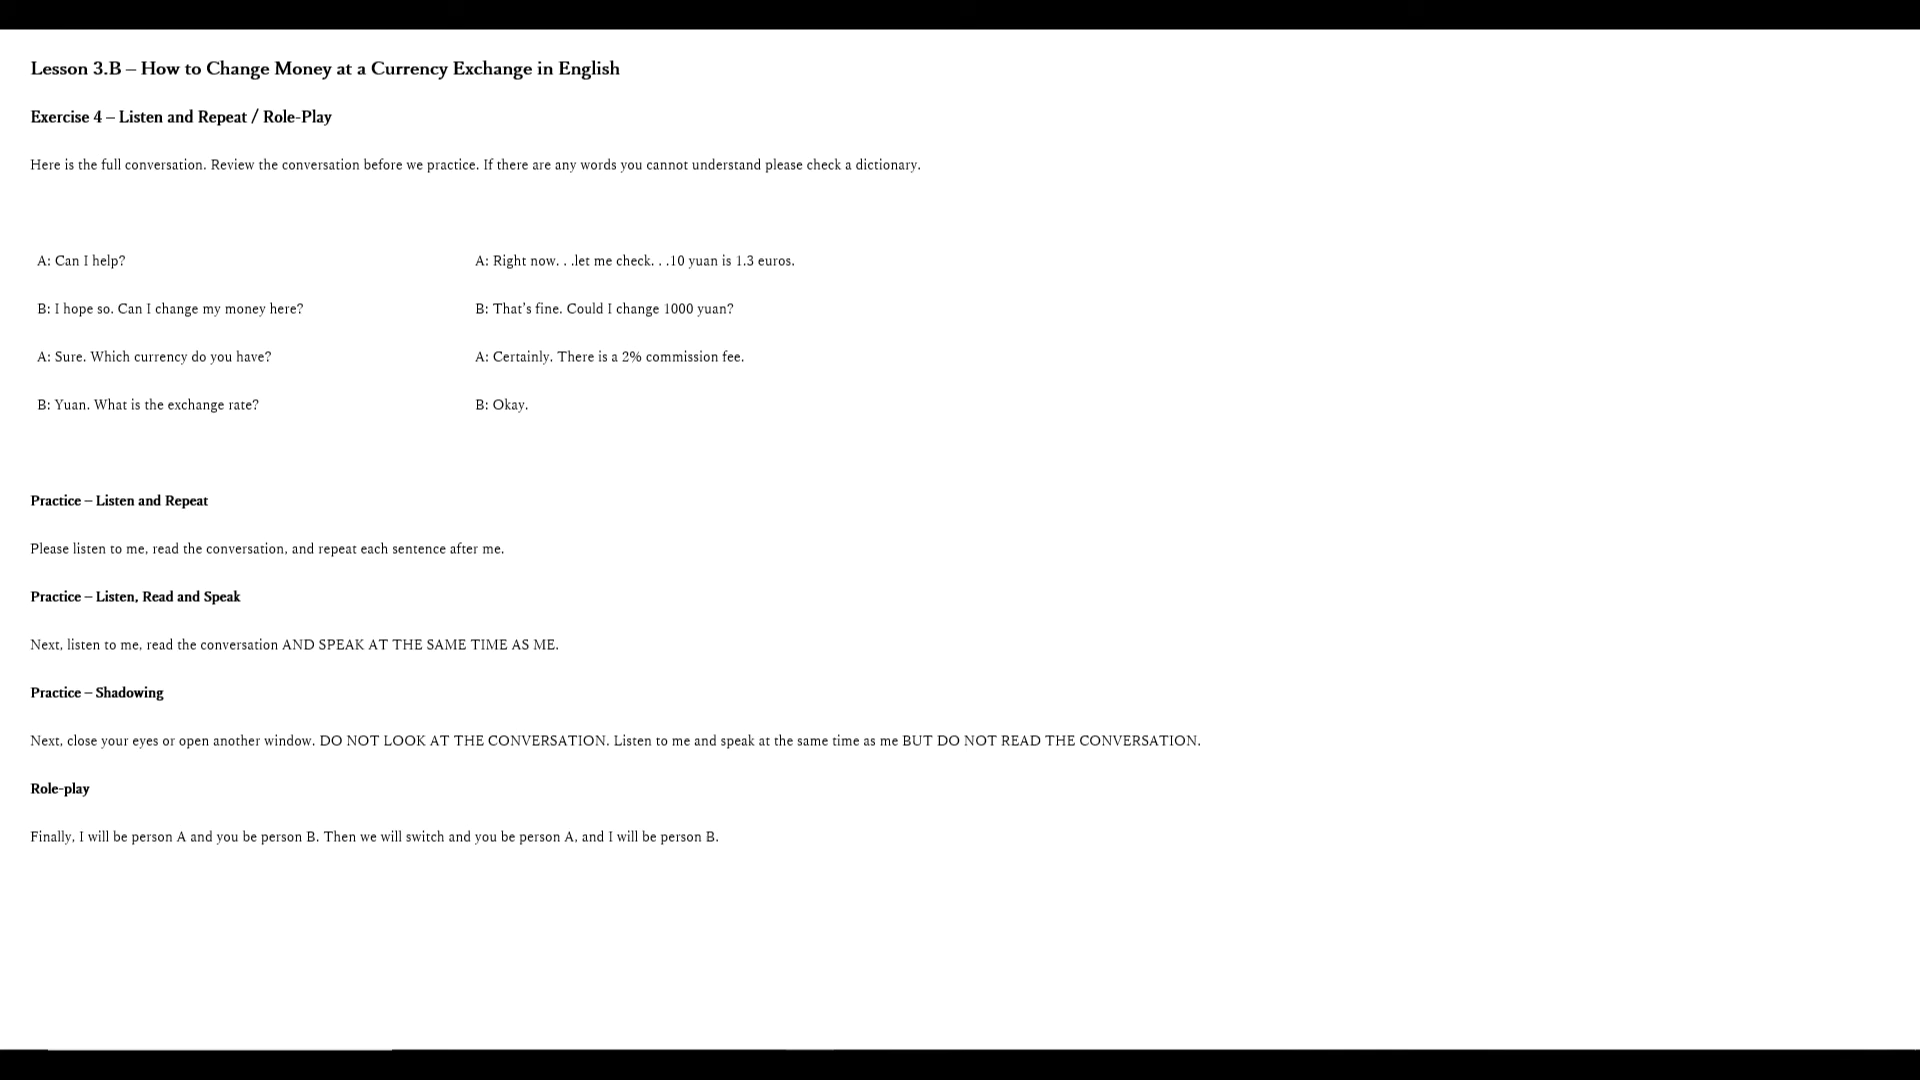 Lesson 3.B – How to Change Money at a Currency Exchange in English
Exercise 4 – Listen and Repeat / Role-Play
Here is the full conversation. Review the conversation before we practice. If there are any words you cannot understand please check a dictionary.
A: Can I help?
B: I hope so. Can I change my money here?
A: Sure. Which currency do you have?
B: Yuan. What is the exchange rate?
A: Right now. . .let me check. . .10 yuan is 1.3 euros.
B: That’s fine. Could I change 1000 yuan?
A: Certainly. There is a 2% commission fee.
B: Okay.
Practice – Listen and Repeat
Please listen to me, read the conversation, and repeat each sentence after me.
Practice – Listen, Read and Speak
Next, listen to me, read the conversation AND SPEAK AT THE SAME TIME AS ME.
Practice – Shadowing
Next, close your eyes or open another window. DO NOT LOOK AT THE CONVERSATION. Listen to me and speak at the same time as me BUT DO NOT READ THE CONVERSATION.
Role-play
Finally, I will be person A and you be person B. Then we will switch and you be person A, and I will be person B.